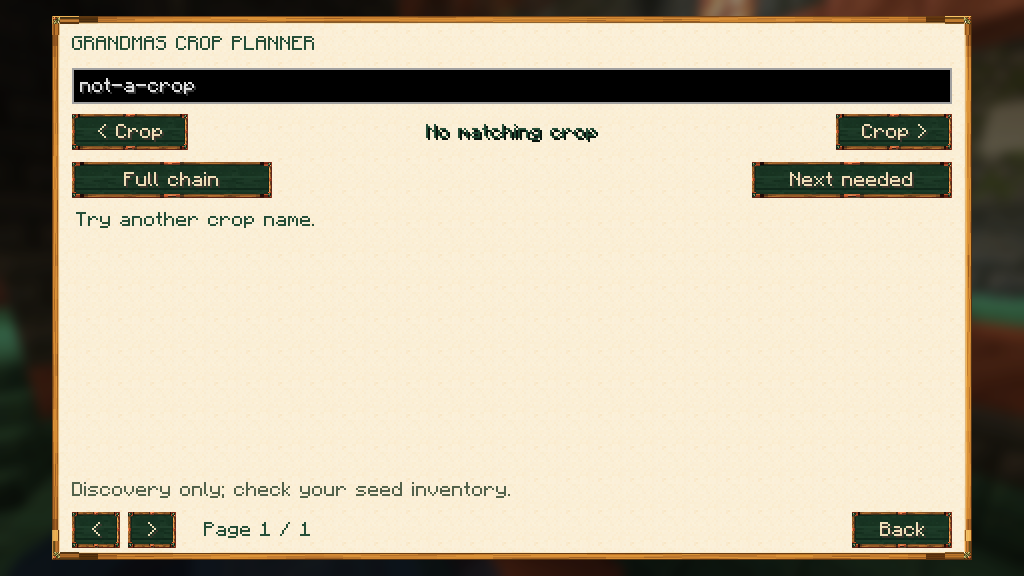 GRANDMAS CROP PLANNER
not-a-crop
< Crop
No matching crop
Crop >
Full chain
Next needed
Try another crop name.
Discovery only; check your seed inventory.
< > Page 1 / 1
Back